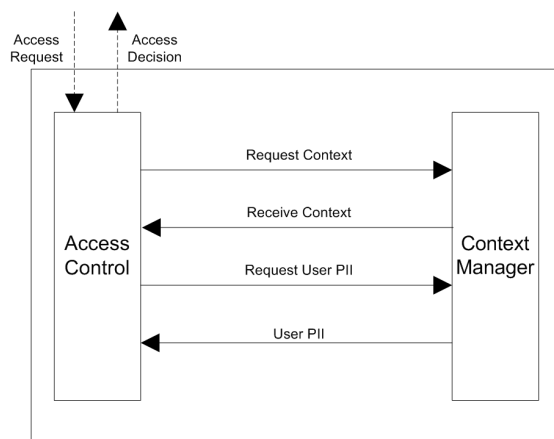 Access
Request
Access
Decision
Request Context
Receive Context
Access
Control
Context
Manager
Request User PII
User PII